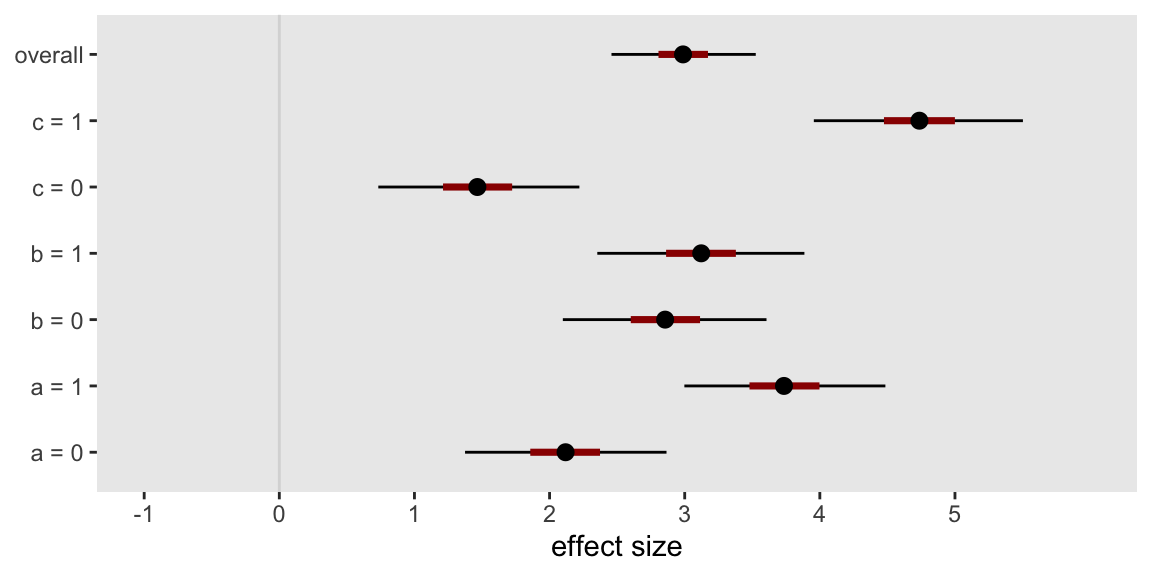 overall
c = 1
c = 0
b = 1
b = 0
a = 1
a = 0
-1 0 1 2 3 4 5
effect size